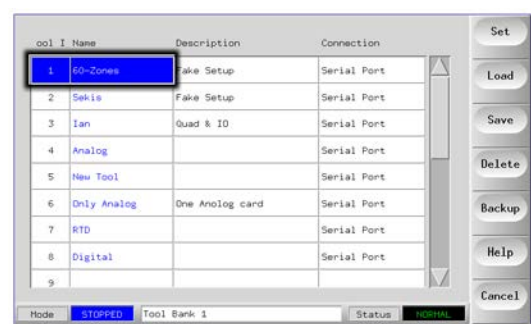 ool I Name Description Connection
1 60-Zones Fake Setup Serial Port
2 Sekis Fake Setup Serial Port
3 Ian Quad & IO Serial Port
4 Analog Serial Port
5 New Tool Serial Port
6 Only Analog One Anolog card Serial Port
7 RTD Serial Port
8 Digital Serial Port
9
Mode STOPPED Tool Bank 1 Status NORMAL
Set
Load
Save
Delete
Backup
Help
Cancel